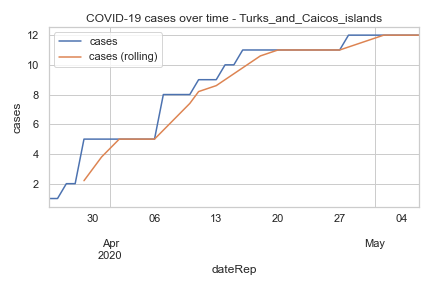 COVID-19 cases over time - Turks_and_Caicos_islands
cases
cases (rolling)
12
10
8
6
4
2
cases
30 06 13 20 27 04
Apr May
2020
dateRep